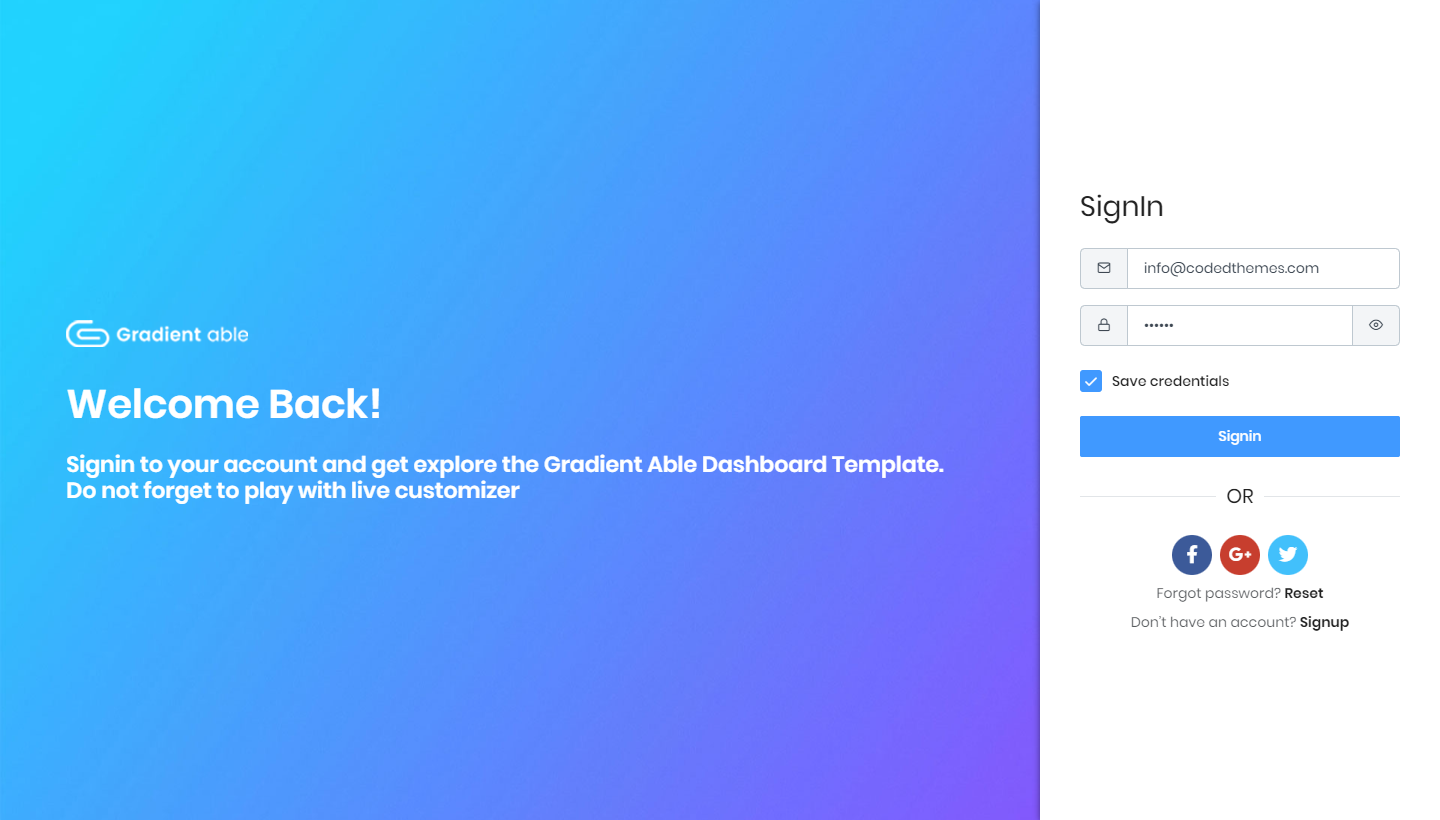 Gradient able
Welcome Back!
Signin to your account and get explore the Gradient Able Dashboard Template.
Do not forget to play with live customizer
SignIn
info@codedthemes.com
••••••
Save credentials
Signin
OR
f G+
Forgot password? Reset
Don't have an account? Signup